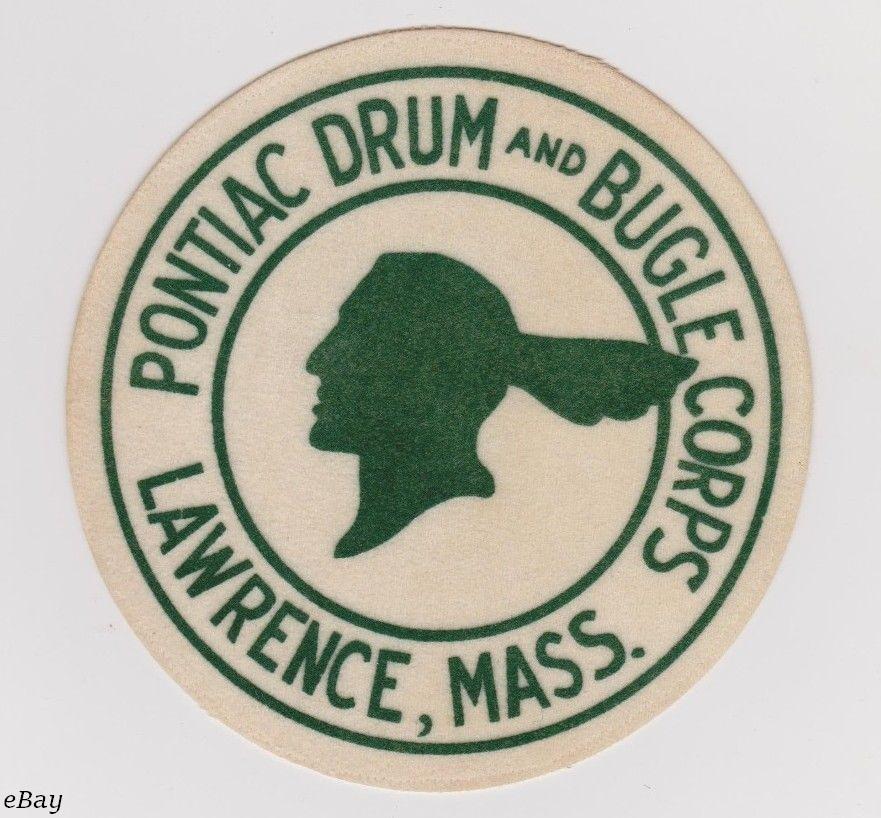 PONTIAC DRUM AND BUGLE CORPS
LAWRENCE, MASS.
eBay